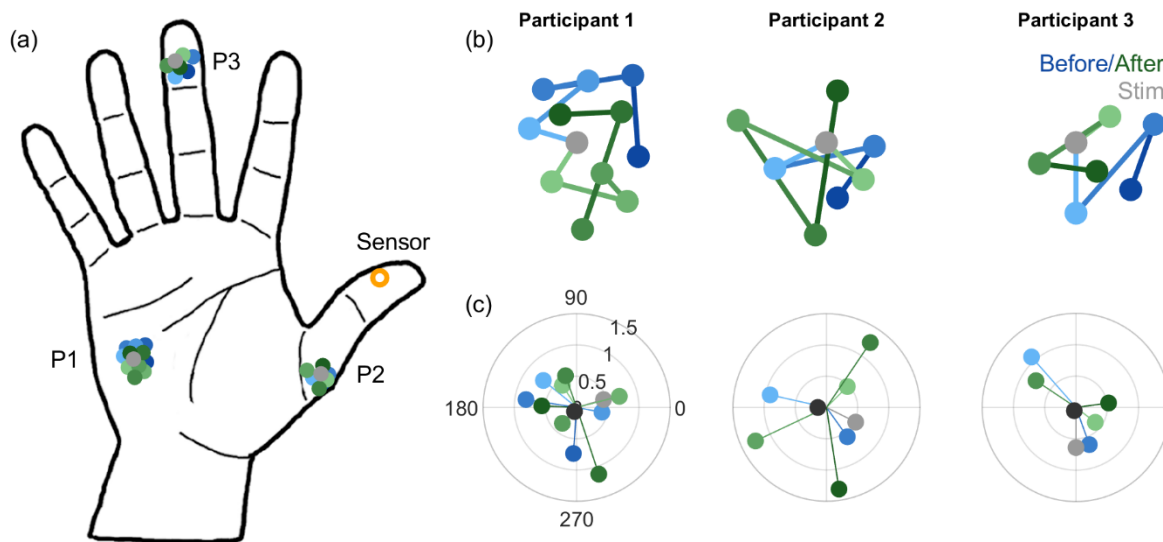 (a)
P3
Sensor
P1
P2
(b)
Participant 1
Participant 2
Participant 3
Before/After
Stim
(c)
90
1.5
1
0.5
180
0
270